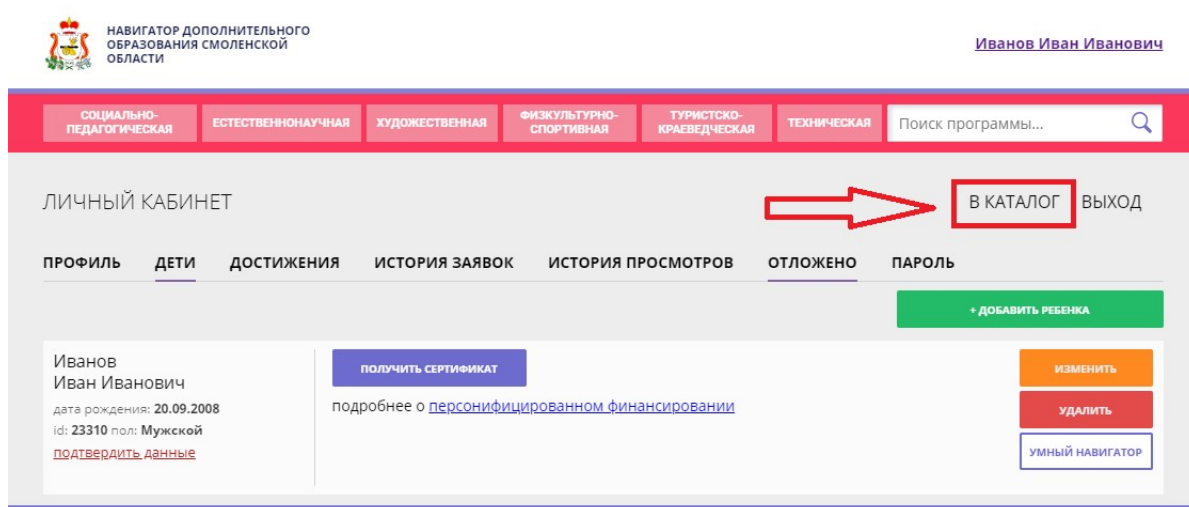 НАВИГАТОР ДОПОЛНИТЕЛЬНОГО
ОБРАЗОВАНИЯ СМОЛЕНСКОЙ
ОБЛАСТИ
Иванов Иван Иванович
СОЦИАЛЬНО-
ПЕДАГОГИЧЕСКАЯ
ЕСТЕСТВЕННОНАУЧНАЯ
ХУДОЖЕСТВЕННАЯ
ФИЗКУЛЬТУРНО-
СПОРТИВНАЯ
ТУРИСТСКО-
КРАЕВЕДЧЕСКАЯ
ТЕХНИЧЕСКАЯ
Поиск программы...
ЛИЧНЫЙ КАБИНЕТ
В КАТАЛОГ
ВЫХОД
ПРОФИЛЬ
ДЕТИ
ДОСТИЖЕНИЯ
ИСТОРИЯ ЗАЯВОК
ИСТОРИЯ ПРОСМОТРОВ
ОТЛОЖЕНО
ПАРОЛЬ
+ ДОБАВИТЬ РЕБЕНКА
Иванов
Иван Иванович
дата рождения: 20.09.2008
id: 23310 пол: Мужской
подтвердить данные
ПОЛУЧИТЬ СЕРТИФИКАТ
подробнее о персонифицированном финансировании
ИЗМЕНИТЬ
УДАЛИТЬ
УМНЫЙ НАВИГАТОР